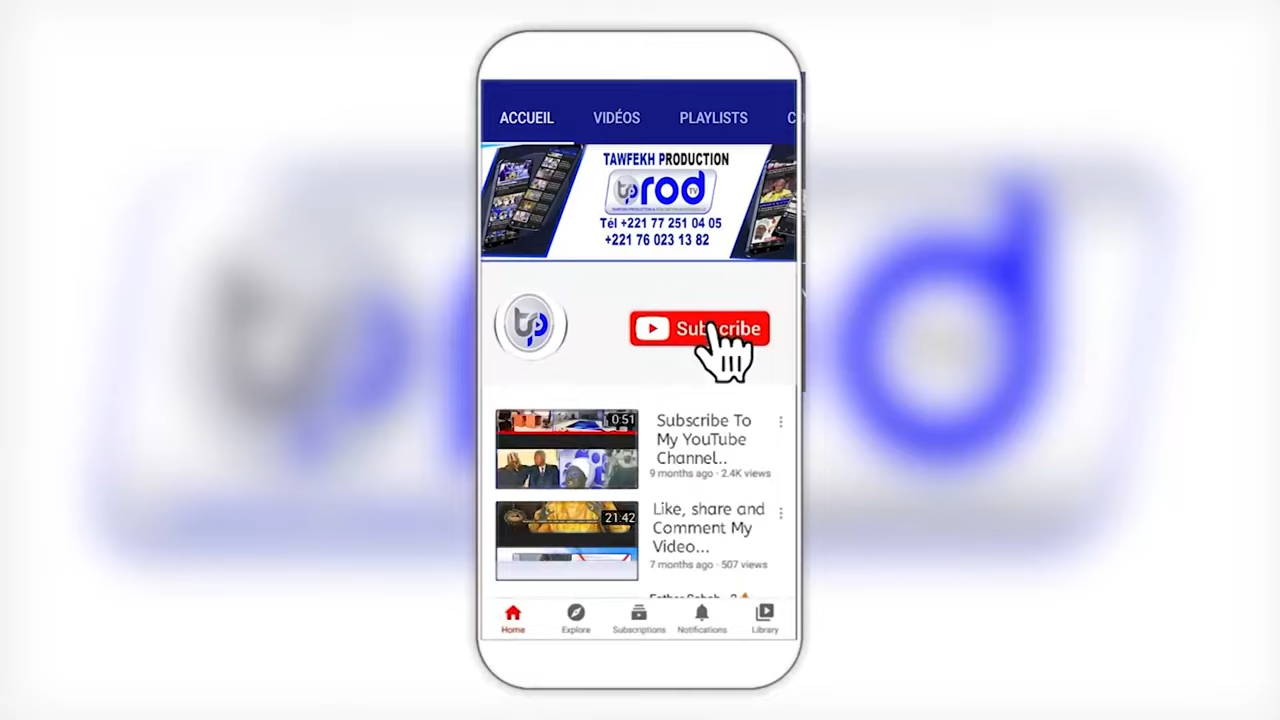 ACCUEIL VIDÉOS PLAYLISTS
TAWFEKH PRODUCTION
tprod TV
Tél +221 77 251 04 05
+221 76 023 13 82
tp
Subscribe
0:51
Subscribe To
My YouTube
Channel..
9 months ago · 2.4K views
21:42
Like, share and
Comment My
Video...
7 months ago · 507 views
Home Explore Subscriptions Notifications Library